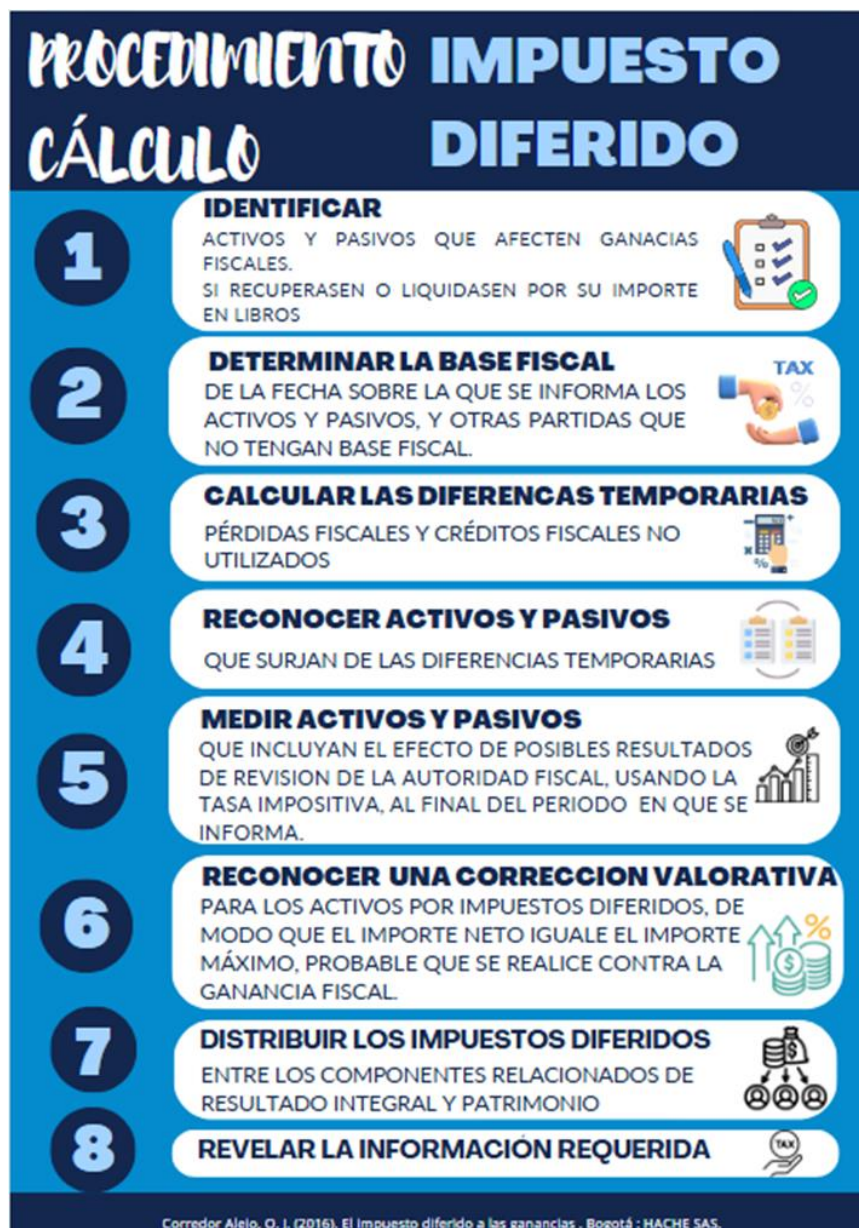 PROCEDIMIENTO IMPUESTO
CÁLCULO DIFERIDO
1
IDENTIFICAR
ACTIVOS Y PASIVOS QUE AFECTEN GANACIAS
FISCALES.
SI RECUPERASEN O LIQUIDASEN POR SU IMPORTE
EN LIBROS
2
DETERMINAR LA BASE FISCAL
DE LA FECHA SOBRE LA QUE SE INFORMA LOS
ACTIVOS Y PASIVOS, Y OTRAS PARTIDAS QUE
NO TENGAN BASE FISCAL.
TAX
%
3
CALCULAR LAS DIFERENCAS TEMPORARIAS
PÉRDIDAS FISCALES Y CRÉDITOS FISCALES NO
UTILIZADOS
%
4
RECONOCER ACTIVOS Y PASIVOS
QUE SURJAN DE LAS DIFERENCIAS TEMPORARIAS
5
MEDIR ACTIVOS Y PASIVOS
QUE INCLUYAN EL EFECTO DE POSIBLES RESULTADOS
DE REVISION DE LA AUTORIDAD FISCAL, USANDO LA
TASA IMPOSITIVA, AL FINAL DEL PERIODO EN QUE SE
INFORMA.
6
RECONOCER UNA CORRECCION VALORATIVA
PARA LOS ACTIVOS POR IMPUESTOS DIFERIDOS, DE
MODO QUE EL IMPORTE NETO IGUALE EL IMPORTE
MÁXIMO, PROBABLE QUE SE REALICE CONTRA LA
GANANCIA FISCAL.
%
$
7
DISTRIBUIR LOS IMPUESTOS DIFERIDOS
ENTRE LOS COMPONENTES RELACIONADOS DE
RESULTADO INTEGRAL Y PATRIMONIO
$
8
REVELAR LA INFORMACIÓN REQUERIDA
TAX
Corredor Alejo, O. J. (2016). El impuesto diferido a las ganancias . Bogotá : HACHE SAS.